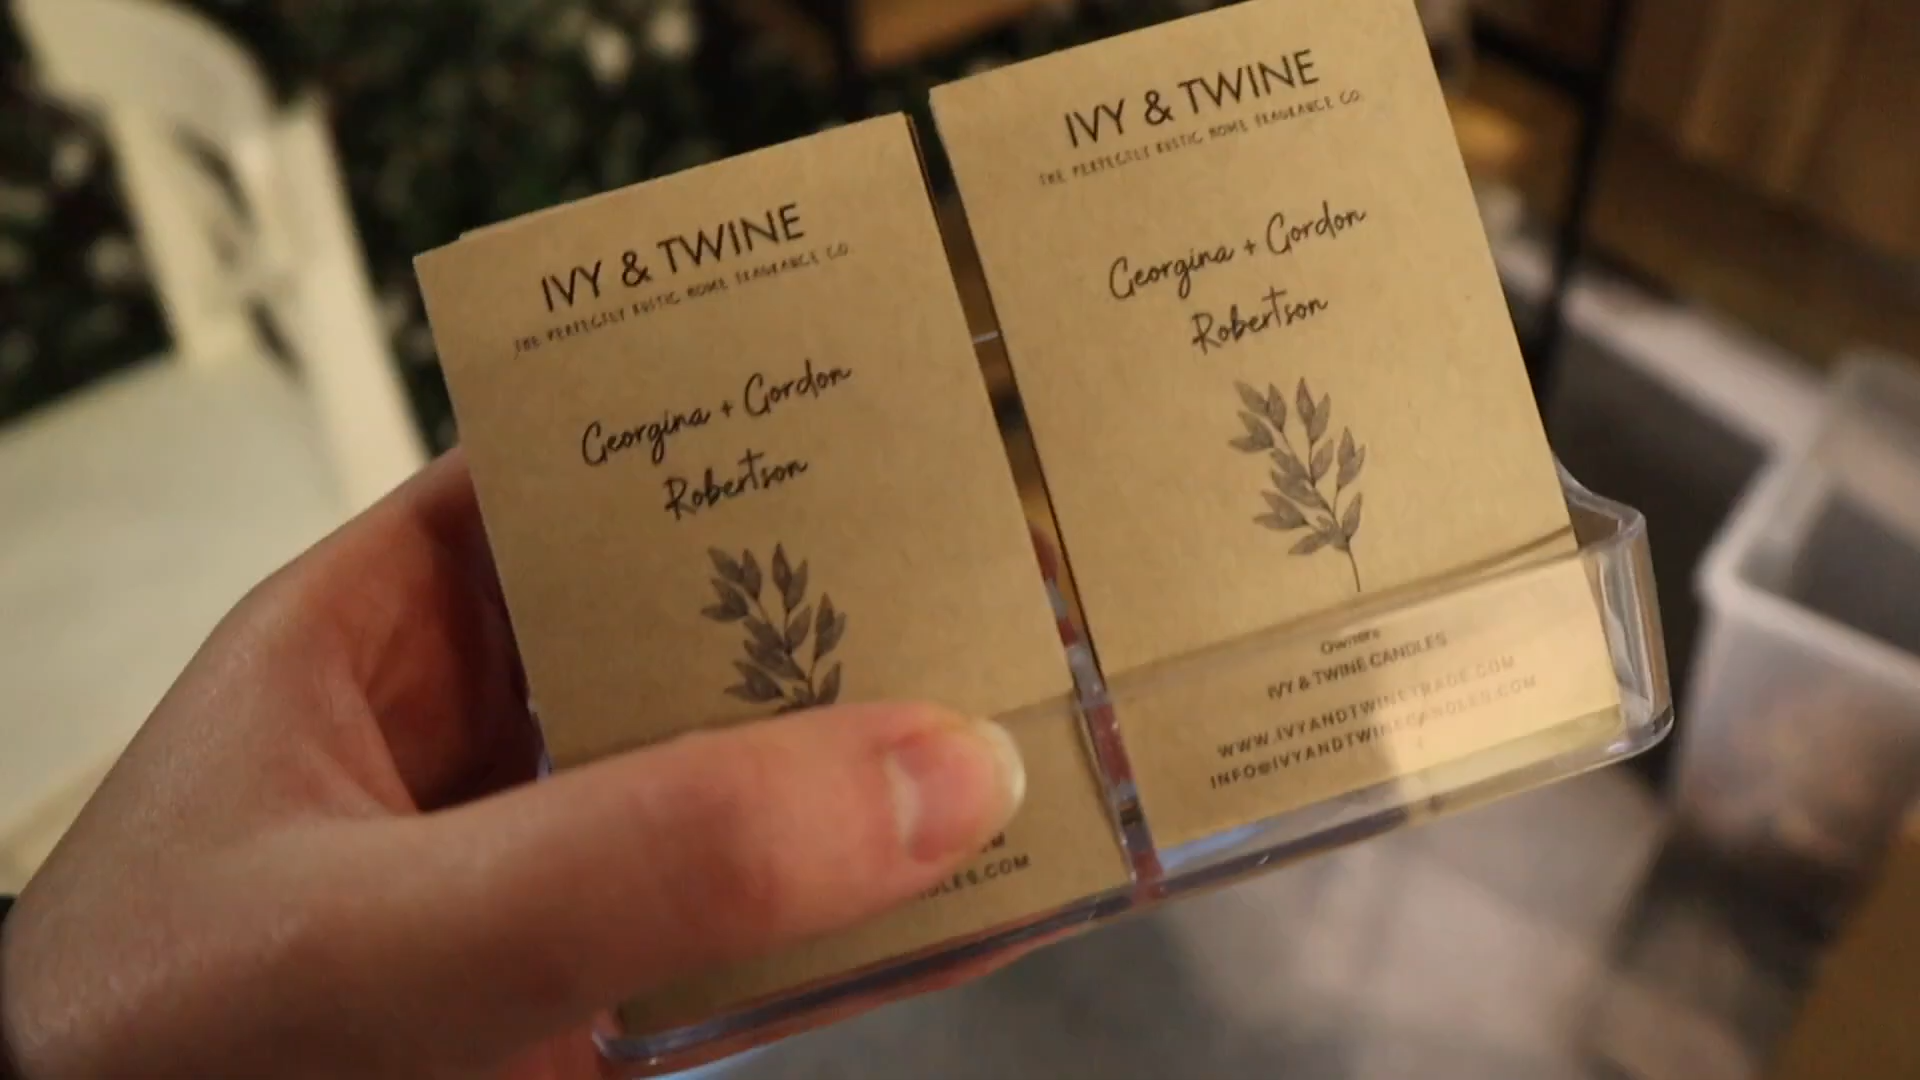 IVY & TWINE
THE PERFECTLY RUSTIC HOME FRAGRANCE CO.
Georgina + Gordon
Robertson
DLES.COM
IVY & TWINE
THE PERFECTLY RUSTIC HOME FRAGRANCE CO.
Georgina + Gordon
Robertson
Owners
IVY & TWINE CANDLES
WWW.IVYANDTWINETRADE.COM
INFO@IVYANDTWINECANDLES.COM